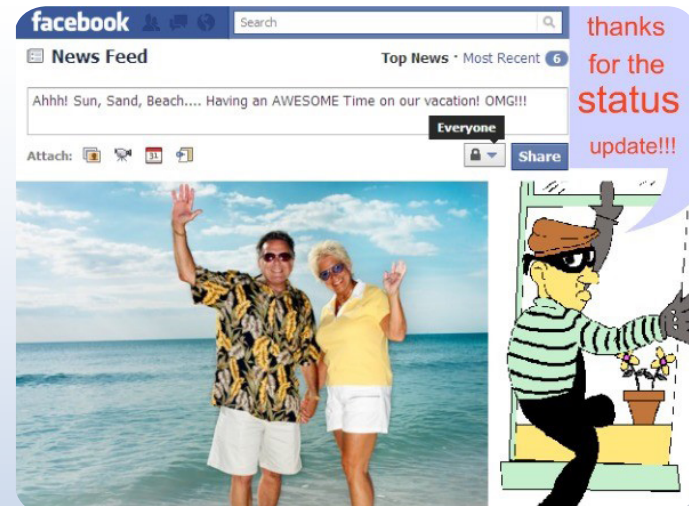 facebook
Search
News Feed
Top News · Most Recent 6
Ahhh! Sun, Sand, Beach.... Having an AWESOME Time on our vacation! OMG!!!
Everyone
Attach: 31
Share
thanks
for the
status
update!!!